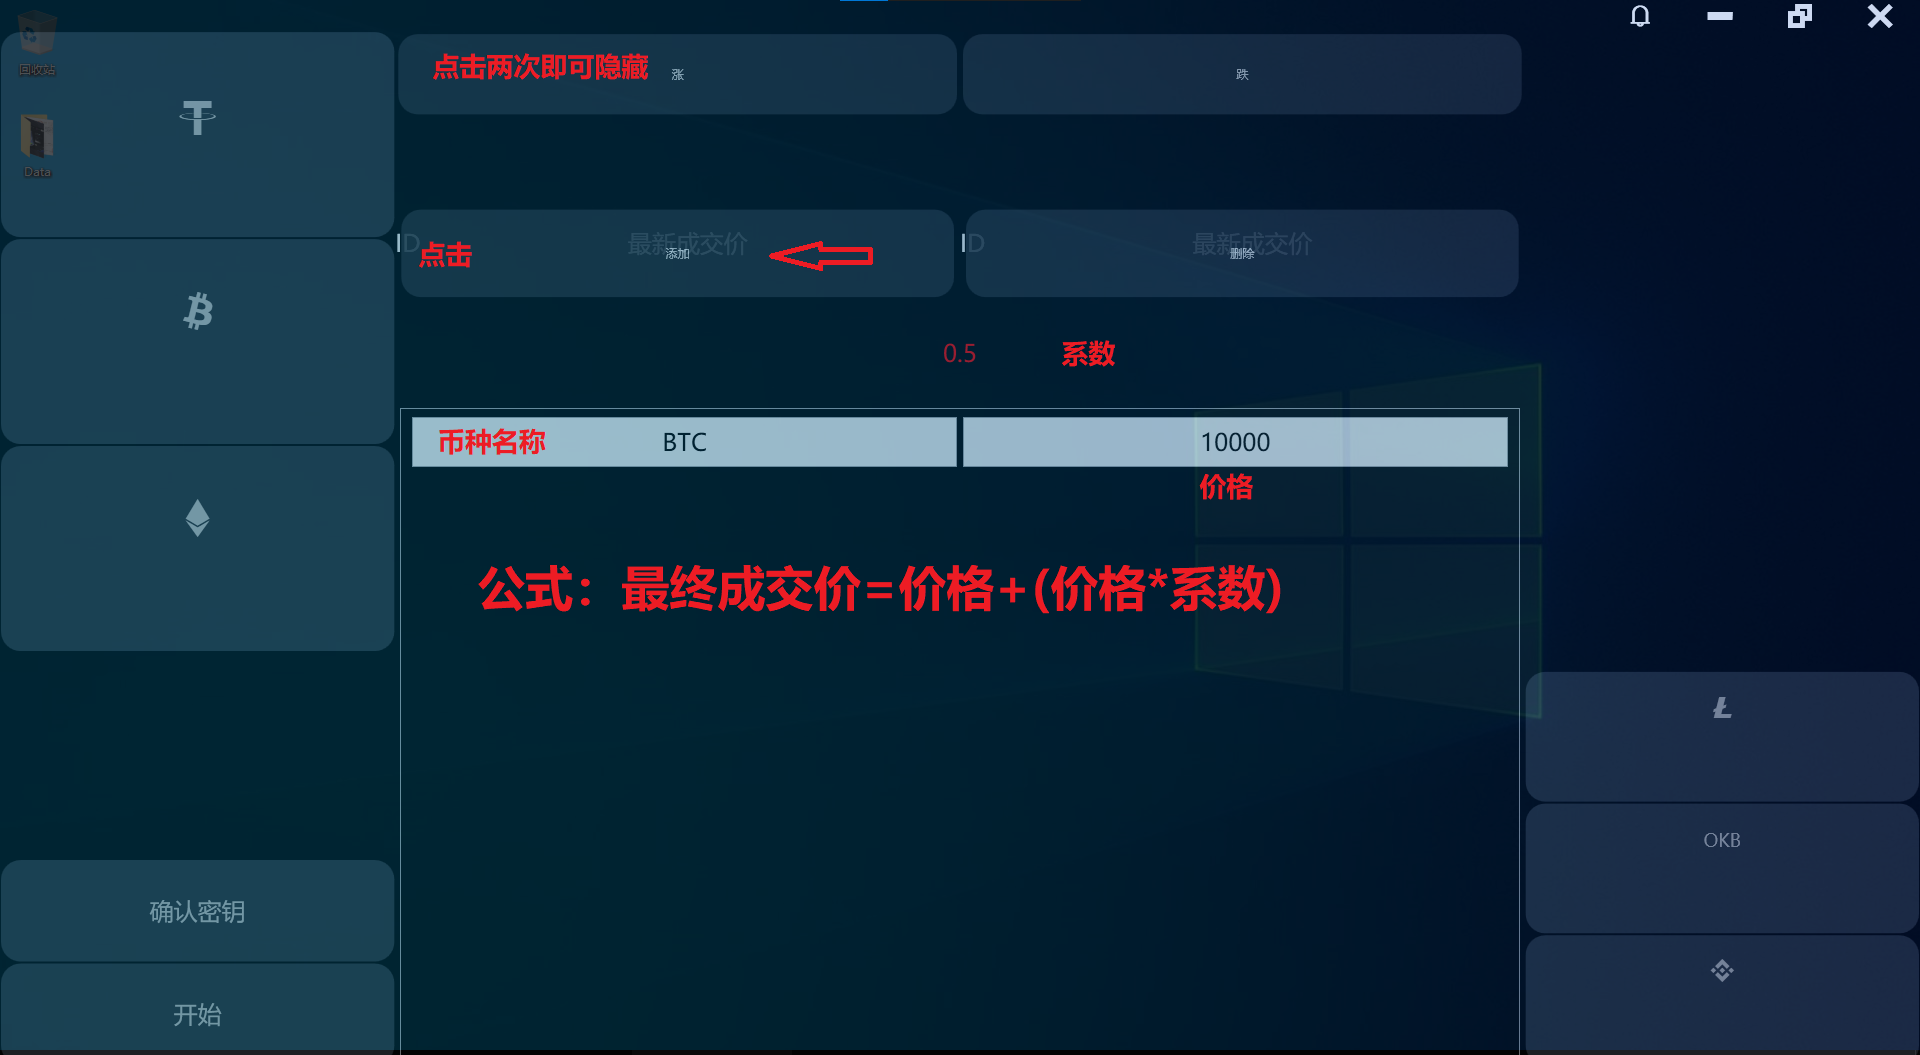 回收站
Data
点击两次即可隐藏
涨
跌
ID
最新成交价
点击
添加
ID
最新成交价
删除
0.5
系数
币种名称
BTC
10000
价格
公式：最终成交价=价格+(价格*系数)
OKB
确认密钥
开始